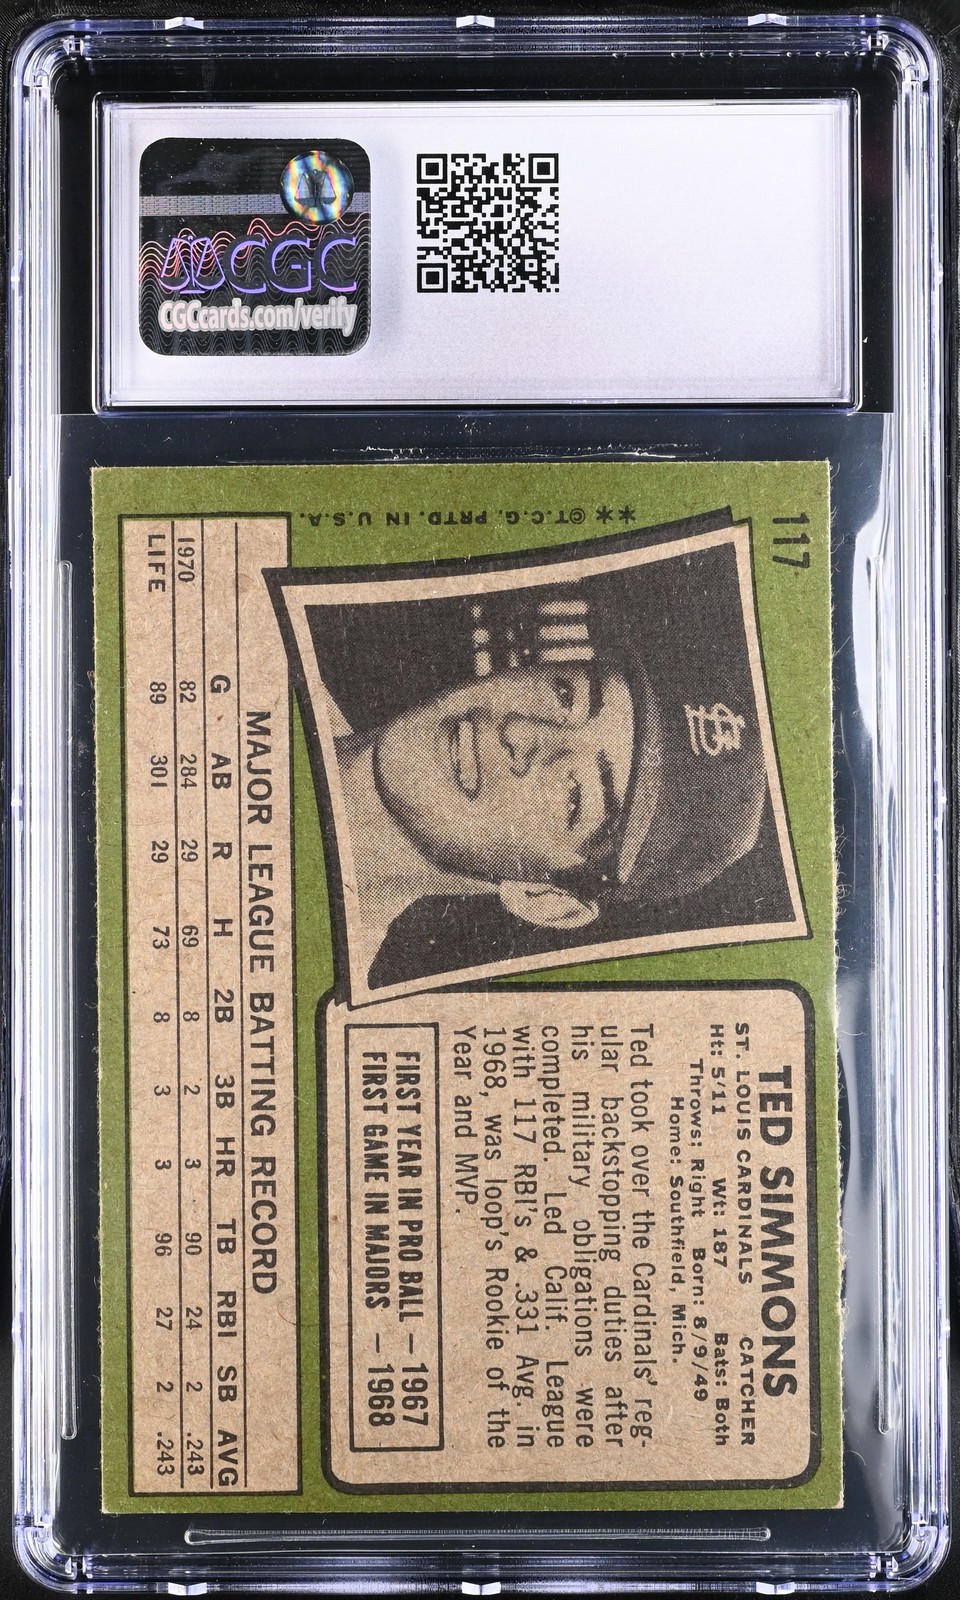 CGC
CGCcards.com/verify
117
** ©T.C.G. PRTD. IN U.S.A.
TED SIMMONS
ST. LOUIS CARDINALS CATCHER
Ht: 5'11 Wt: 187 Bats: Both
Throws: Right Born: 8/9/49
Home: Southfield, Mich.
Ted took over the Cardinals' reg-
ular backstopping duties after
his military obligations were
completed. Led Calif. League
with 117 RBI's & .331 Avg. in
1968, was loop's Rookie of the
Year and MVP.
FIRST YEAR IN PRO BALL — 1967
FIRST GAME IN MAJORS — 1968
MAJOR LEAGUE BATTING RECORD
G AB R H 2B 3B HR TB RBI SB AVG
1970 82 284 29 69 8 2 3 90 24 2 .243
LIFE 89 301 29 73 8 3 3 96 27 2 .243